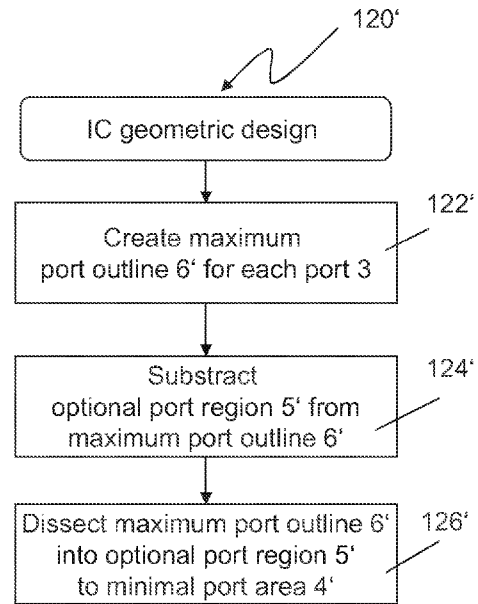 120‘
IC geometric design
122‘
Create maximum
port outline 6‘ for each port 3
124‘
Substract
optional port region 5‘ from
maximum port outline 6‘
126‘
Dissect maximum port outline 6‘
into optional port region 5‘
to minimal port area 4‘